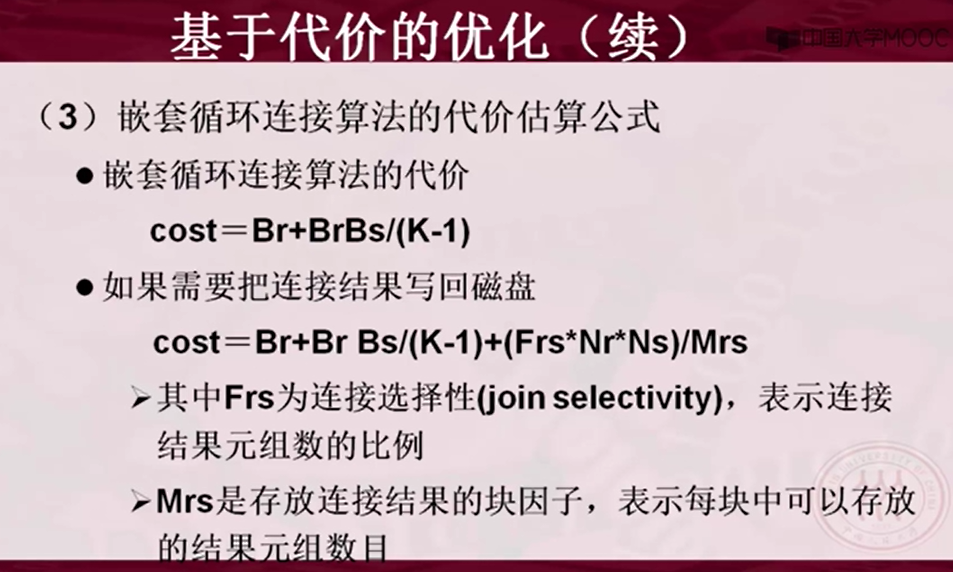 基于代价的优化（续）
中国大学MOOC
（3）嵌套循环连接算法的代价估算公式
●嵌套循环连接算法的代价
cost＝Br+BrBs/(K-1)
●如果需要把连接结果写回磁盘
cost＝Br+Br Bs/(K-1)+(Frs*Nr*Ns)/Mrs
➢其中Frs为连接选择性(join selectivity)，表示连接
结果元组数的比例
➢Mrs是存放连接结果的块因子，表示每块中可以存放
的结果元组数目